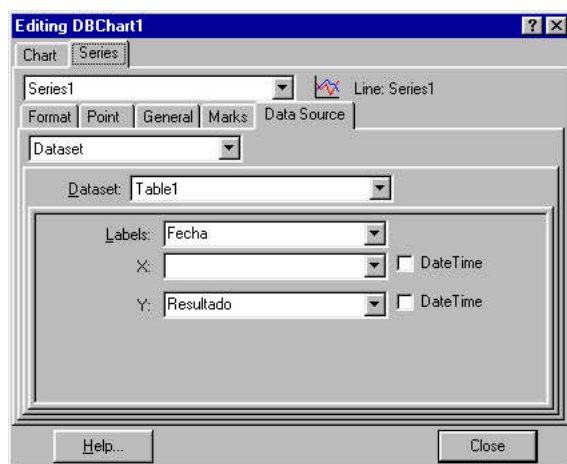 Editing DBChart1
Chart Series
Series1 Line: Series1
Format Point General Marks Data Source
Dataset
Dataset: Table1
Labels: Fecha
X: DateTime
Y: Resultado DateTime
Help... Close